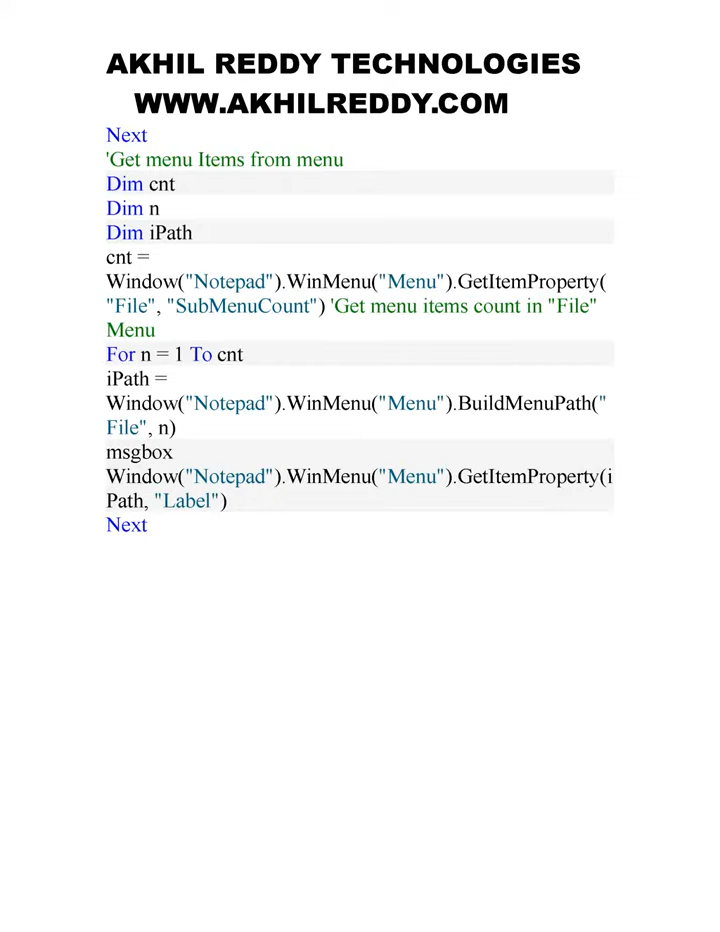 AKHIL REDDY TECHNOLOGIES
WWW.AKHILREDDY.COM
Next
'Get menu Items from menu
Dim cnt
Dim n
Dim iPath
cnt =
Window("Notepad").WinMenu("Menu").GetItemProperty(
"File", "SubMenuCount") 'Get menu items count in "File"
Menu
For n = 1 To cnt
iPath =
Window("Notepad").WinMenu("Menu").BuildMenuPath("
File", n)
msgbox
Window("Notepad").WinMenu("Menu").GetItemProperty(i
Path, "Label")
Next